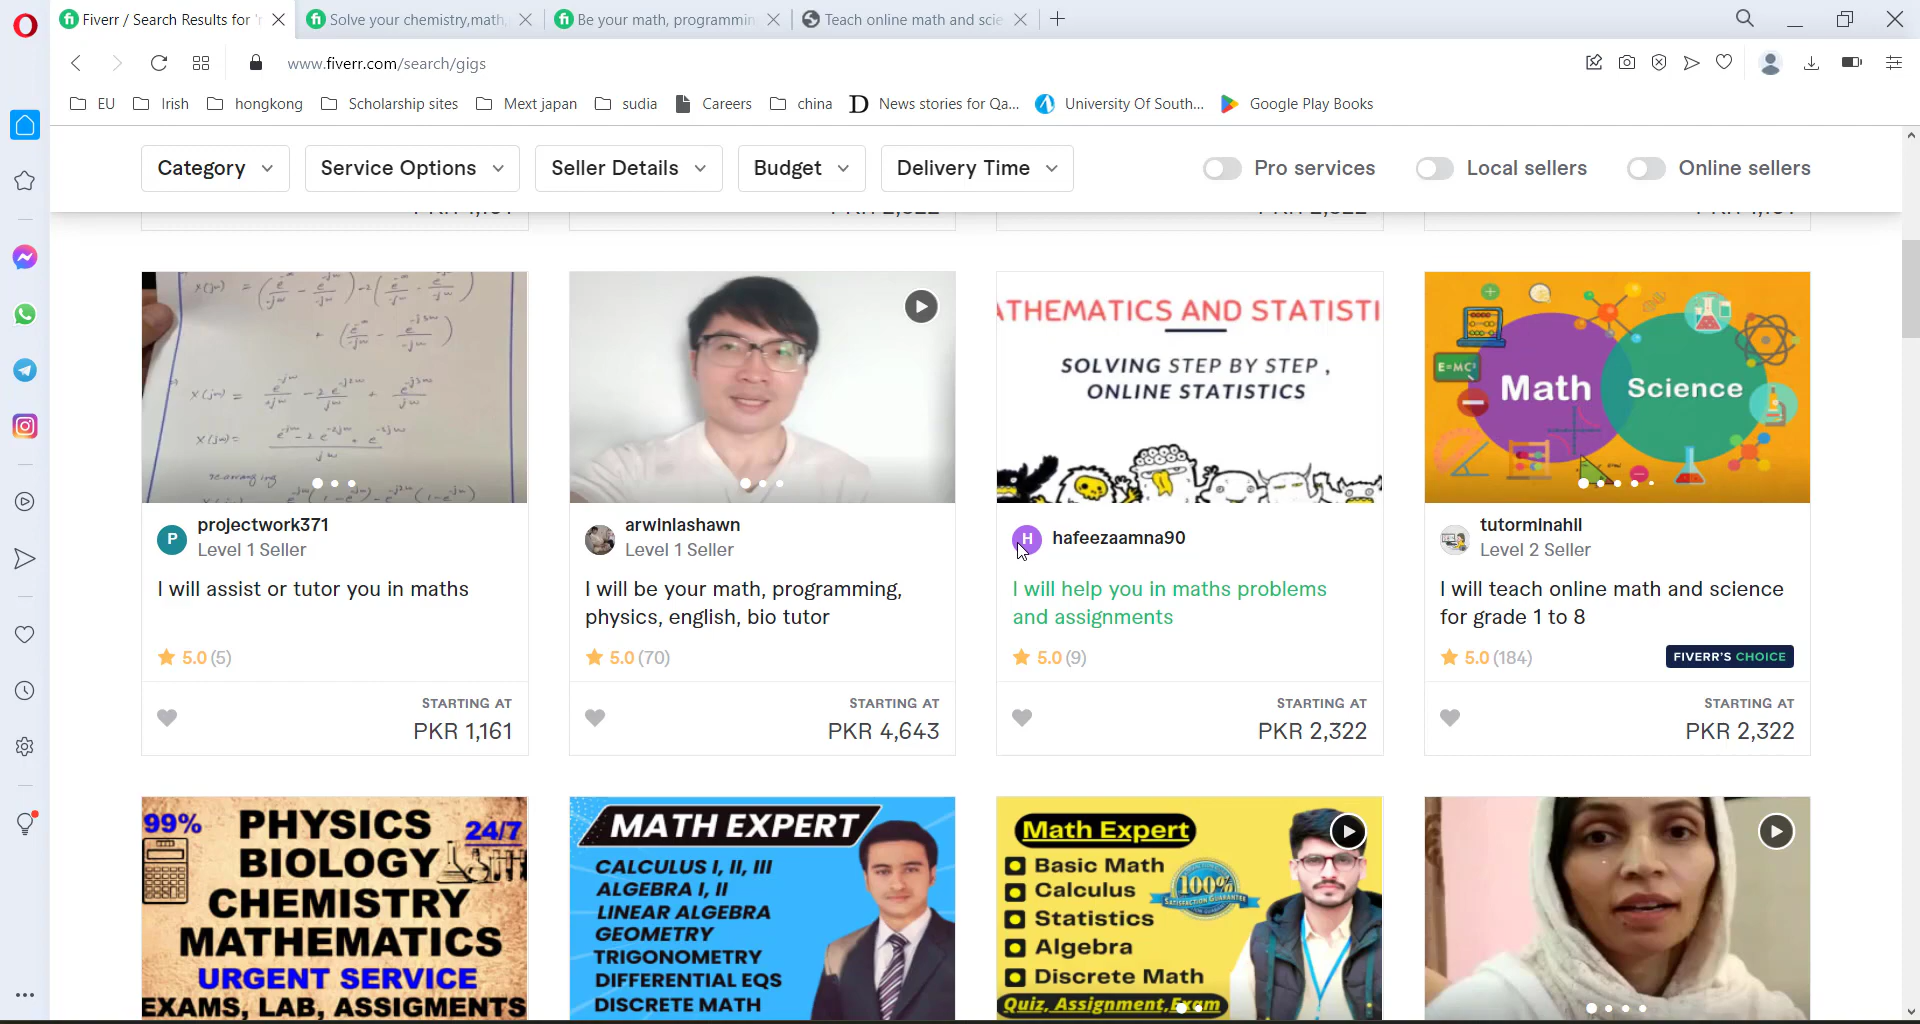 Fiverr / Search Results for 'r
Solve your chemistry,math,
Be your math, programmin
Teach online math and scie
www.fiverr.com/search/gigs
EU
Irish
hongkong
Scholarship sites
Mext japan
sudia
Careers
china
News stories for Qa...
University Of South...
Google Play Books
Category
Service Options
Seller Details
Budget
Delivery Time
Pro services
Local sellers
Online sellers
ATHEMATICS AND STATISTI
SOLVING STEP BY STEP ,
ONLINE STATISTICS
E=MC²
Math
Science
P
projectwork371
Level 1 Seller
I will assist or tutor you in maths
5.0 (5)
STARTING AT
PKR 1,161
arwinlashawn
Level 1 Seller
I will be your math, programming,
physics, english, bio tutor
5.0 (70)
STARTING AT
PKR 4,643
H
hafeezaamna90
I will help you in maths problems
and assignments
5.0 (9)
STARTING AT
PKR 2,322
tutorminahil
Level 2 Seller
I will teach online math and science
for grade 1 to 8
5.0 (184)
FIVERR'S CHOICE
STARTING AT
PKR 2,322
99%
PHYSICS
24/7
BIOLOGY
CHEMISTRY
MATHEMATICS
URGENT SERVICE
EXAMS, LAB, ASSIGMENTS
MATH EXPERT
CALCULUS I, II, III
ALGEBRA I, II
LINEAR ALGEBRA
GEOMETRY
TRIGONOMETRY
DIFFERENTIAL EQS
DISCRETE MATH
Math Expert
Basic Math
Calculus
Statistics
Algebra
Discrete Math
Quiz, Assignment, Exam
100%
SATISFACTION GUARANTEE